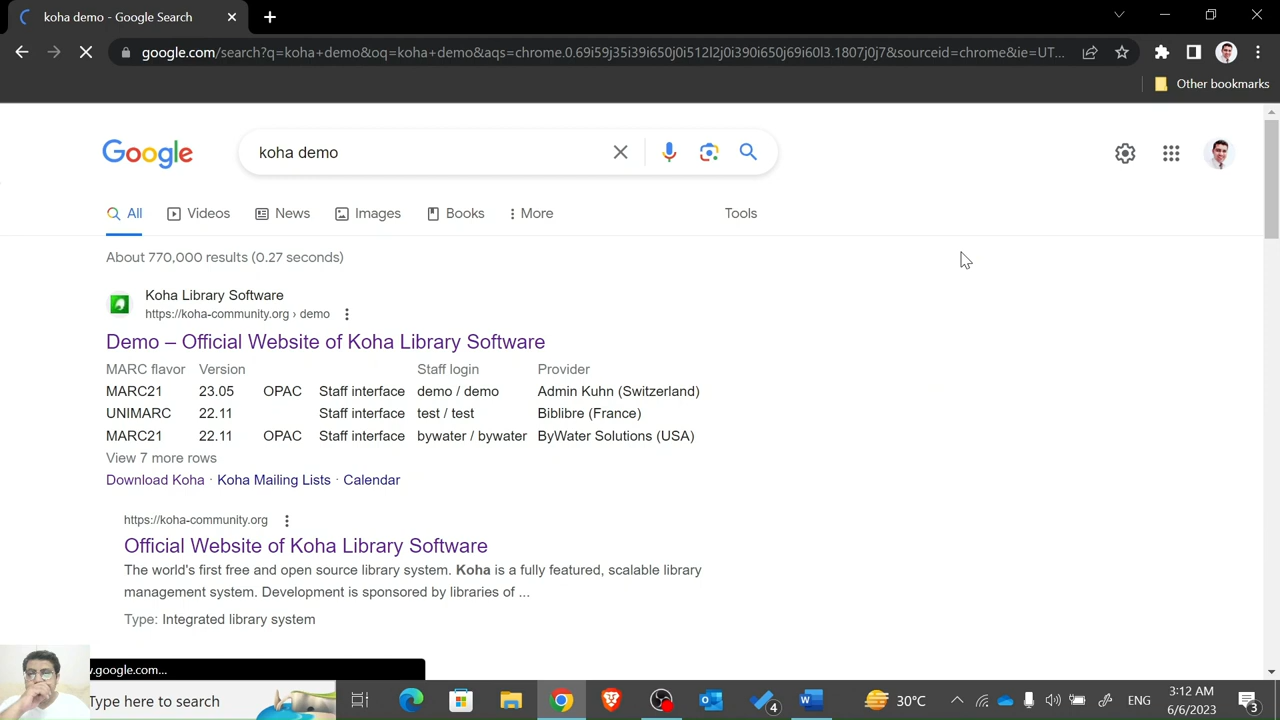 koha demo - Google Search
google.com/search?q=koha+demo&oq=koha+demo&aqs=chrome.0.69i59j35i39i650j0i512l2j0i390i650j69i60l3.1807j0j7&sourceid=chrome&ie=UT...
Other bookmarks
Google
koha demo
All Videos News Images Books More Tools
About 770,000 results (0.27 seconds)
Koha Library Software
https://koha-community.org › demo
Demo – Official Website of Koha Library Software
MARC flavor Version Staff login Provider
MARC21 23.05 OPAC Staff interface demo / demo Admin Kuhn (Switzerland)
UNIMARC 22.11 Staff interface test / test Biblibre (France)
MARC21 22.11 OPAC Staff interface bywater / bywater ByWater Solutions (USA)
View 7 more rows
Download Koha · Koha Mailing Lists · Calendar
https://koha-community.org
Official Website of Koha Library Software
The world's first free and open source library system. Koha is a fully featured, scalable library
management system. Development is sponsored by libraries of ...
Type: Integrated library system
.google.com...
Type here to search
4
30°C
ENG
3:12 AM
6/6/2023
3